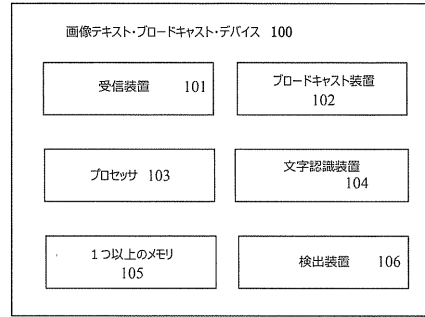 画像テキスト・ブロードキャスト・デバイス 100
受信装置 101
ブロードキャスト装置
102
プロセッサ 103
文字認識装置
104
1つ以上のメモリ
105
検出装置 106